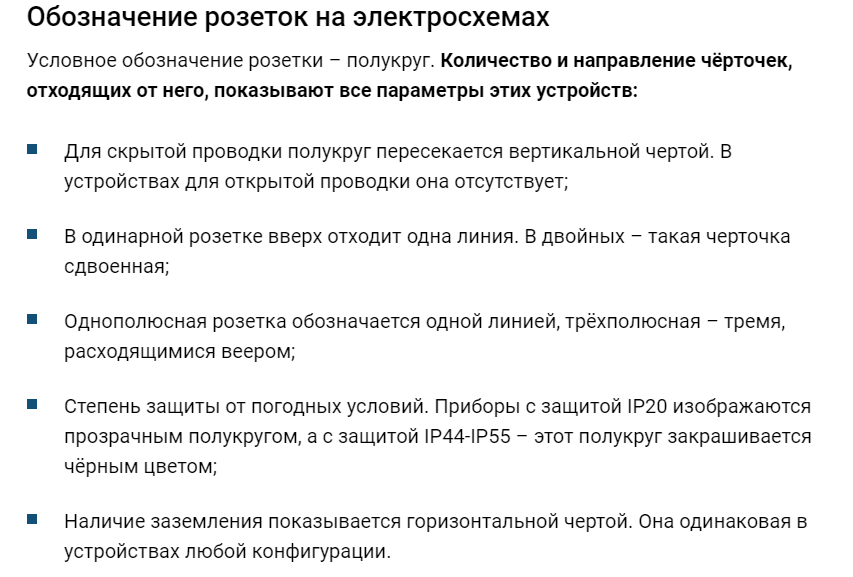 Обозначение розеток на электросхемах
Условное обозначение розетки – полукруг. Количество и направление чёрточек,
отходящих от него, показывают все параметры этих устройств:
Для скрытой проводки полукруг пересекается вертикальной чертой. В
устройствах для открытой проводки она отсутствует;
В одинарной розетке вверх отходит одна линия. В двойных – такая черточка
сдвоенная;
Однополюсная розетка обозначается одной линией, трёхполюсная – тремя,
расходящимися веером;
Степень защиты от погодных условий. Приборы с защитой IP20 изображаются
прозрачным полукругом, а с защитой IP44-IP55 – этот полукруг закрашивается
чёрным цветом;
Наличие заземления показывается горизонтальной чертой. Она одинаковая в
устройствах любой конфигурации.